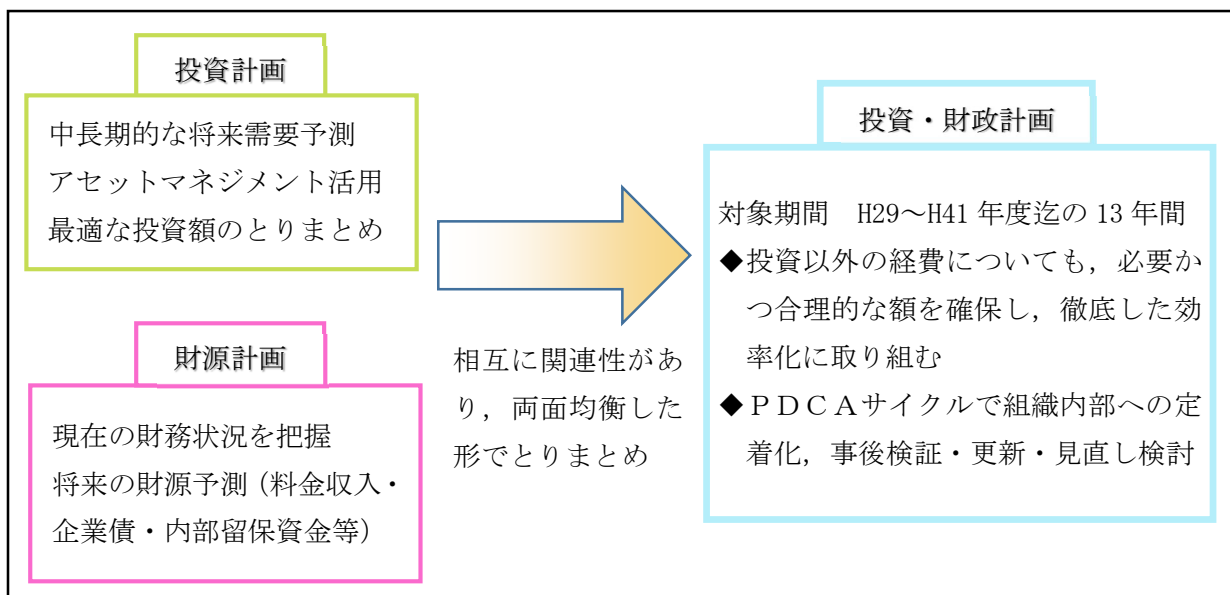 投資計画
中長期的な将来需要予測
アセットマネジメント活用
最適な投資額のとりまとめ
財源計画
現在の財務状況を把握
将来の財源予測（料金収入・
企業債・内部留保資金等）
相互に関連性があ
り，両面均衡した
形でとりまとめ
投資・財政計画
対象期間　H29～H41 年度迄の 13 年間
◆投資以外の経費についても，必要か
つ合理的な額を確保し，徹底した効
率化に取り組む
◆ＰＤＣＡサイクルで組織内部への定
着化，事後検証・更新・見直し検討